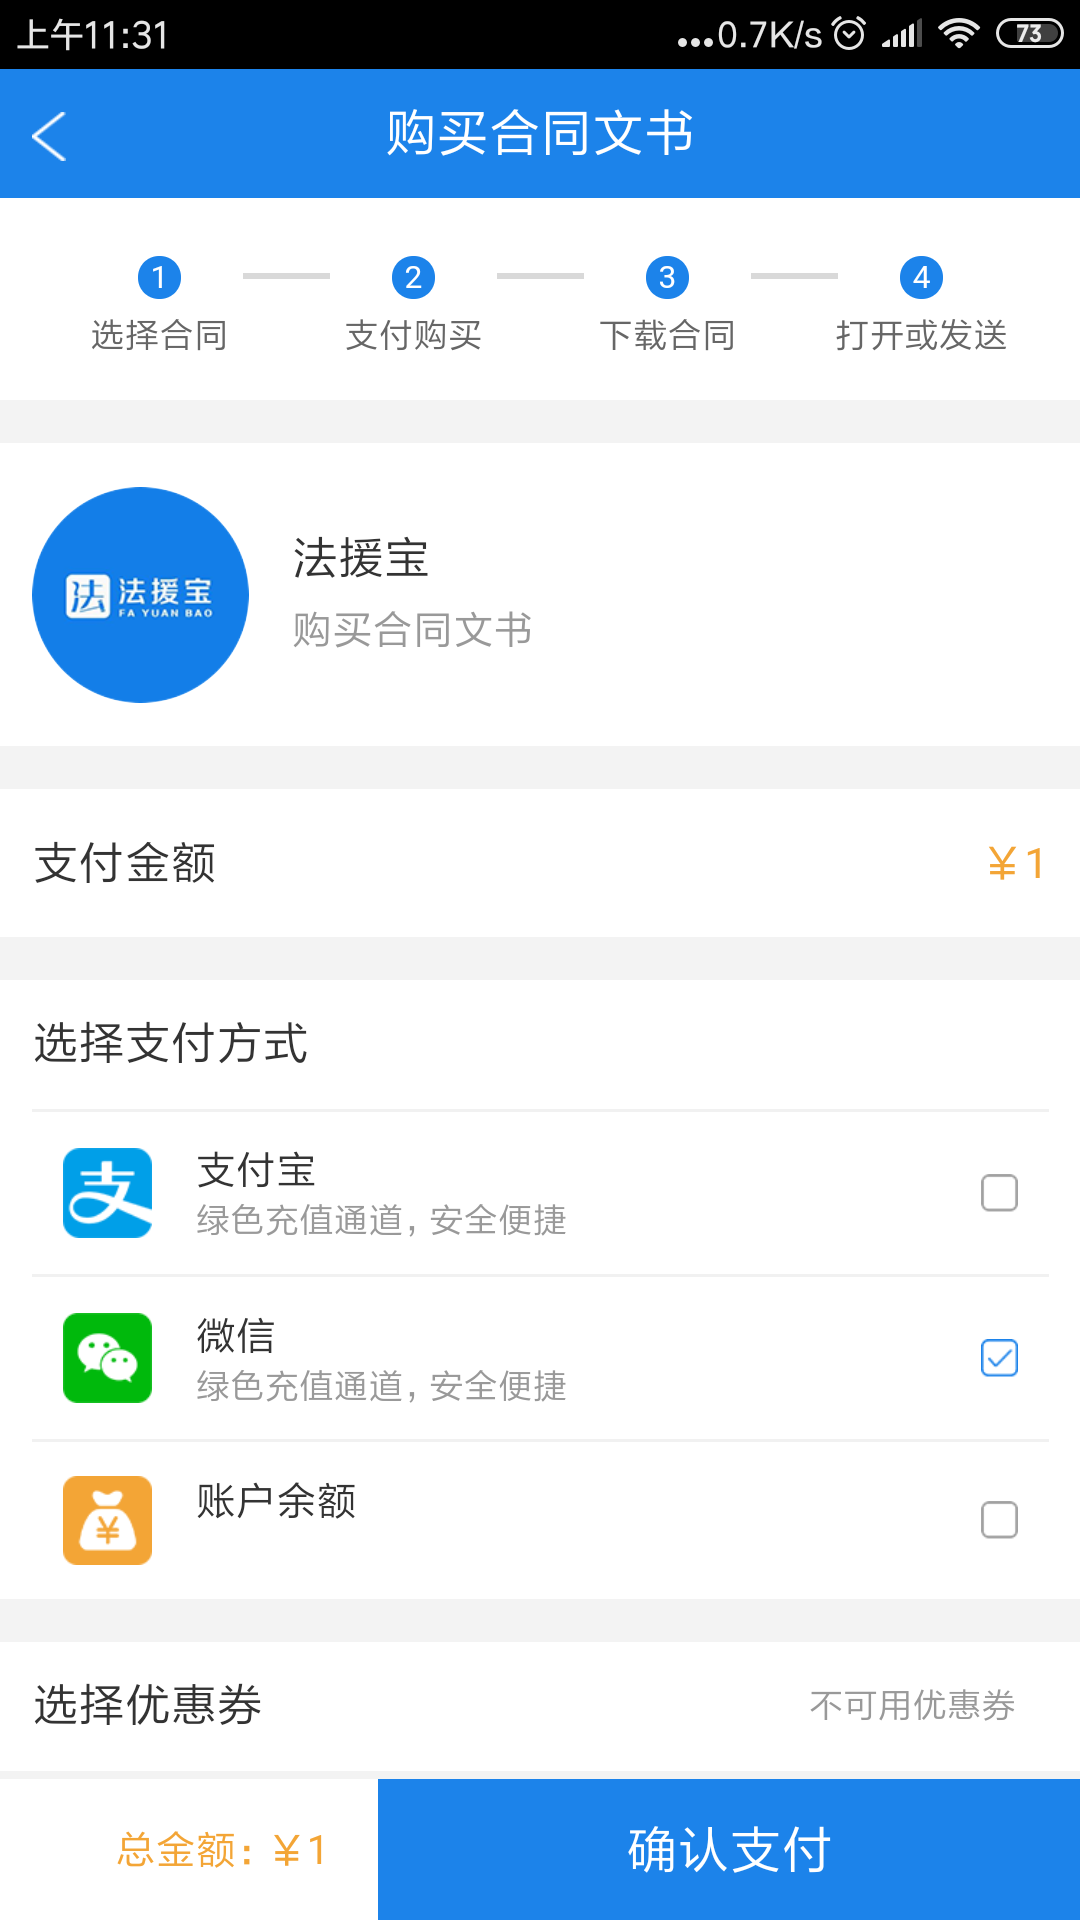 上午11:31
...0.7K/s
73
购买合同文书
1
2
3
4
选择合同
支付购买
下载合同
打开或发送
法 法援宝
FA YUAN BAO
法援宝
购买合同文书
支付金额
¥1
选择支付方式
支
支付宝
绿色充值通道，安全便捷
微信
绿色充值通道，安全便捷
¥
账户余额
选择优惠券
不可用优惠券
总金额：¥1
确认支付